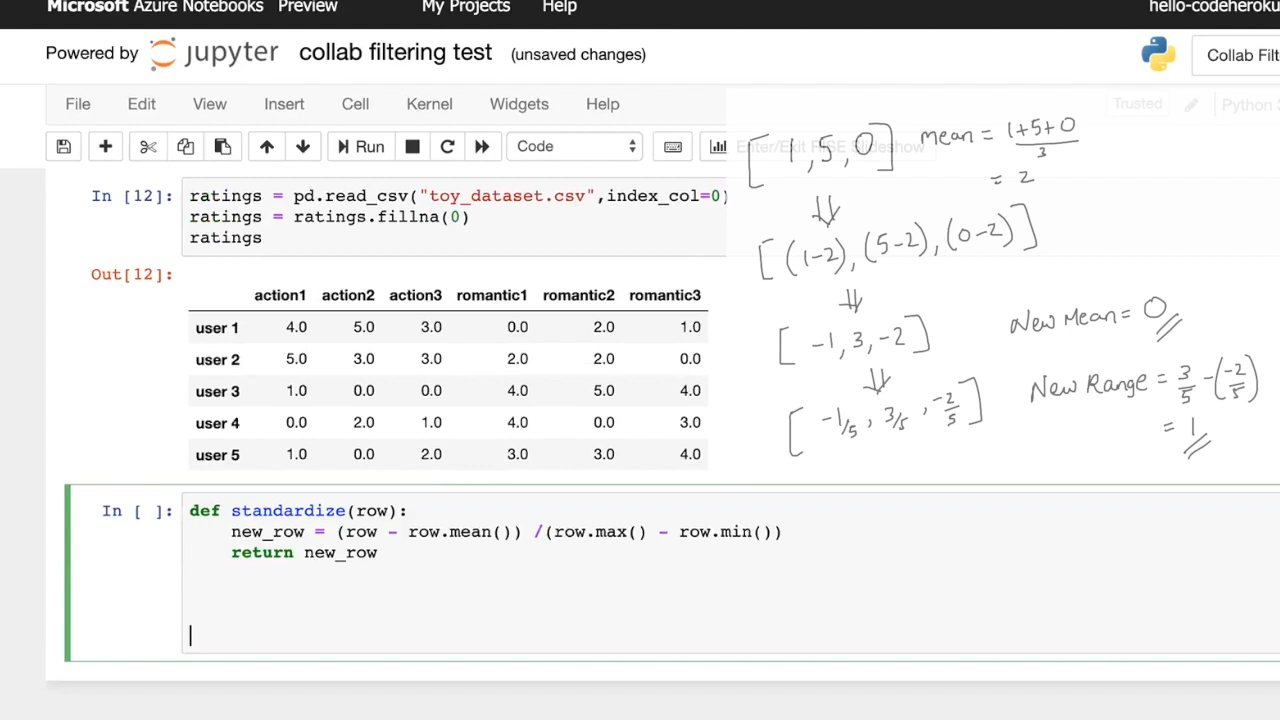 Microsoft Azure Notebooks Preview My Projects Help hello-codeheroku
Powered by jupyter collab filtering test (unsaved changes) Collab Filt
File Edit View Insert Cell Kernel Widgets Help Trusted Python 3
Run Code Enter/Exit RISE Slideshow
In [12]: ratings = pd.read_csv("toy_dataset.csv",index_col=0)
ratings = ratings.fillna(0)
ratings
Out[12]:
action1 action2 action3 romantic1 romantic2 romantic3
user 1 4.0 5.0 3.0 0.0 2.0 1.0
user 2 5.0 3.0 3.0 2.0 2.0 0.0
user 3 1.0 0.0 0.0 4.0 5.0 4.0
user 4 0.0 2.0 1.0 4.0 0.0 3.0
user 5 1.0 0.0 2.0 3.0 3.0 4.0
[1, 5, 0] mean = 1+5+0/3
= 2
⇓
[(1-2), (5-2), (0-2)]
⇓
[-1, 3, -2] New Mean = 0
⇓
[-1/5, 3/5, -2/5] New Range = 3/5 - (-2/5)
= 1
In [ ]: def standardize(row):
new_row = (row - row.mean()) /(row.max() - row.min())
return new_row